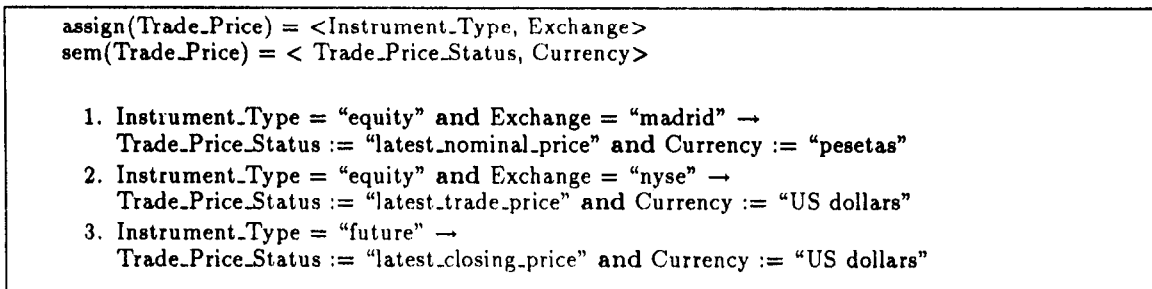 assign(Trade_Price) = <Instrument_Type, Exchange>
sem(Trade_Price) = < Trade_Price_Status, Currency>
1. Instrument_Type = “equity” and Exchange = “madrid” →
Trade_Price_Status := “latest_nominal_price” and Currency := “pesetas”
2. Instrument_Type = “equity” and Exchange = “nyse” →
Trade_Price_Status := “latest_trade_price” and Currency := “US dollars”
3. Instrument_Type = “future” →
Trade_Price_Status := “latest_closing_price” and Currency := “US dollars”